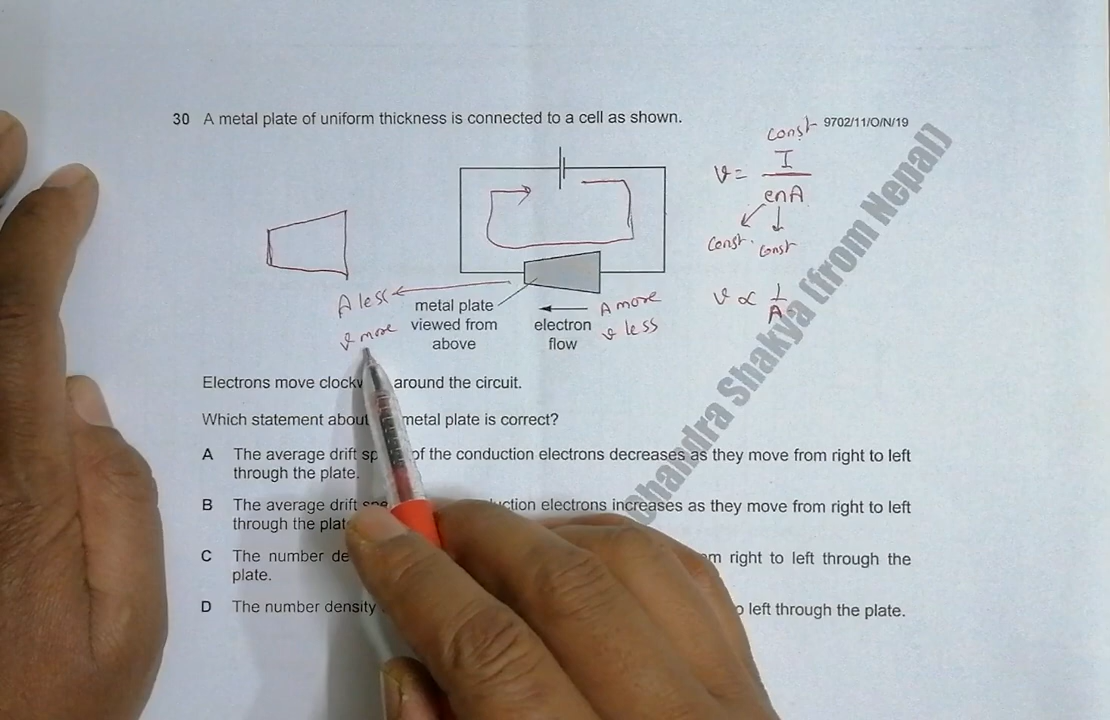 30 A metal plate of uniform thickness is connected to a cell as shown.
9702/11/O/N/19
const
v = I / enA
const. const
v ∝ 1/A
A less
v more
metal plate
viewed from
above
electron
flow
A more
v less
Electrons move clockw around the circuit.
Which statement about metal plate is correct?
A The average drift sp of the conduction electrons decreases as they move from right to left
through the plate.
B The average drift electrons increases as they move from right to left
through the plat
C The number de right to left through the
plate.
D The number density left through the plate.
chandra Shakya (from Nepal)